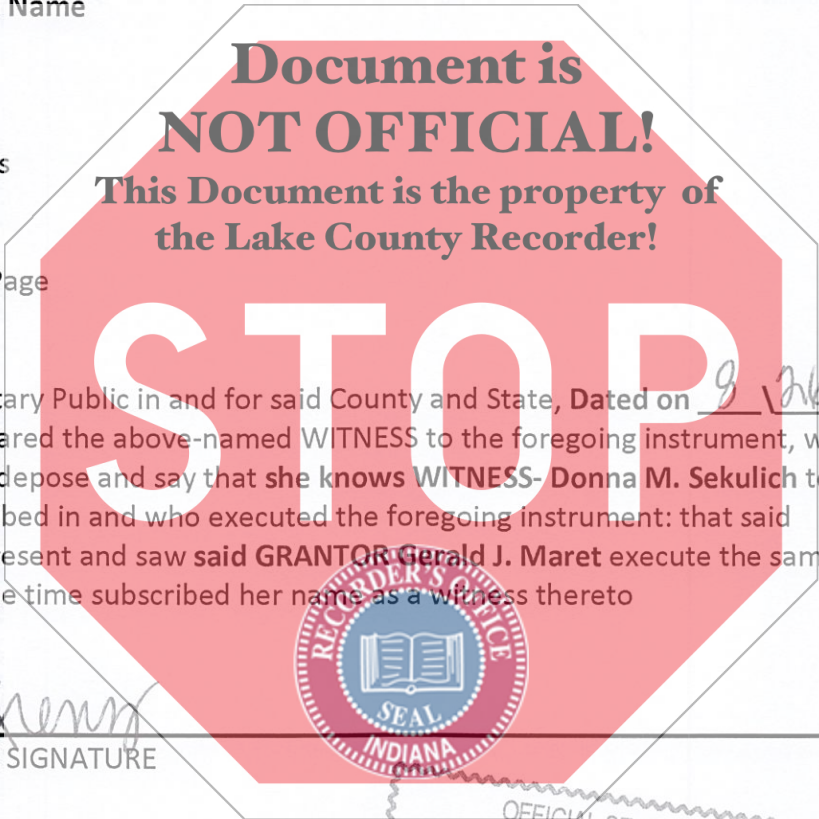 Name
Document is
NOT OFFICIAL!
This Document is the property of
the Lake County Recorder!
age
STOP
ary Public in and for said County and State, Dated on 9 \26
ared the above-named WITNESS to the foregoing instrument, w
depose and say that she knows WITNESS- Donna M. Sekulich t
bed in and who executed the foregoing instrument: that said
esent and saw said GRANTOR Gerald J. Maret execute the sam
e time subscribed her name as a witness thereto
RECORDER'S OFFICE
SEAL
INDIANA
SIGNATURE
OFFICIAL